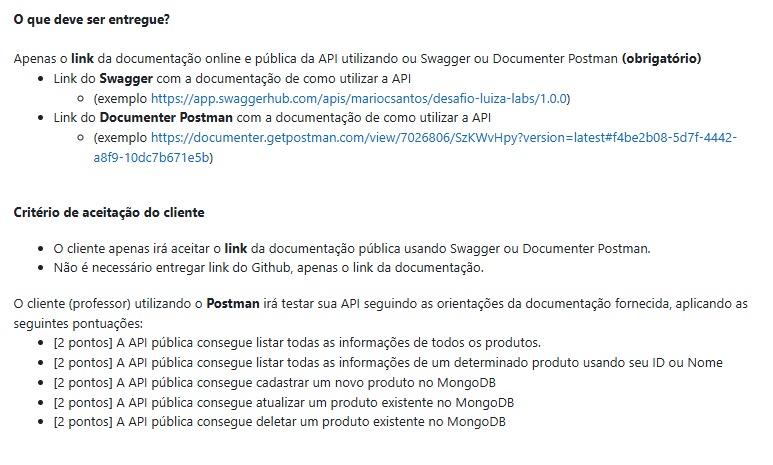 O que deve ser entregue?
Apenas o link da documentação online e pública da API utilizando ou Swagger ou Documenter Postman (obrigatório)
• Link do Swagger com a documentação de como utilizar a API
◦ (exemplo https://app.swaggerhub.com/apis/mariocsantos/desafio-luiza-labs/1.0.0)
• Link do Documenter Postman com a documentação de como utilizar a API
◦ (exemplo https://documenter.getpostman.com/view/7026806/SzKWvHpy?version=latest#f4be2b08-5d7f-4442-
a8f9-10dc7b671e5b)
Critério de aceitação do cliente
• O cliente apenas irá aceitar o link da documentação pública usando Swagger ou Documenter Postman.
• Não é necessário entregar link do Github, apenas o link da documentação.
O cliente (professor) utilizando o Postman irá testar sua API seguindo as orientações da documentação fornecida, aplicando as
seguintes pontuações:
• [2 pontos] A API pública consegue listar todas as informações de todos os produtos.
• [2 pontos] A API pública consegue listar todas as informações de um determinado produto usando seu ID ou Nome
• [2 pontos] A API pública consegue cadastrar um novo produto no MongoDB
• [2 pontos] A API pública consegue atualizar um produto existente no MongoDB
• [2 pontos] A API pública consegue deletar um produto existente no MongoDB